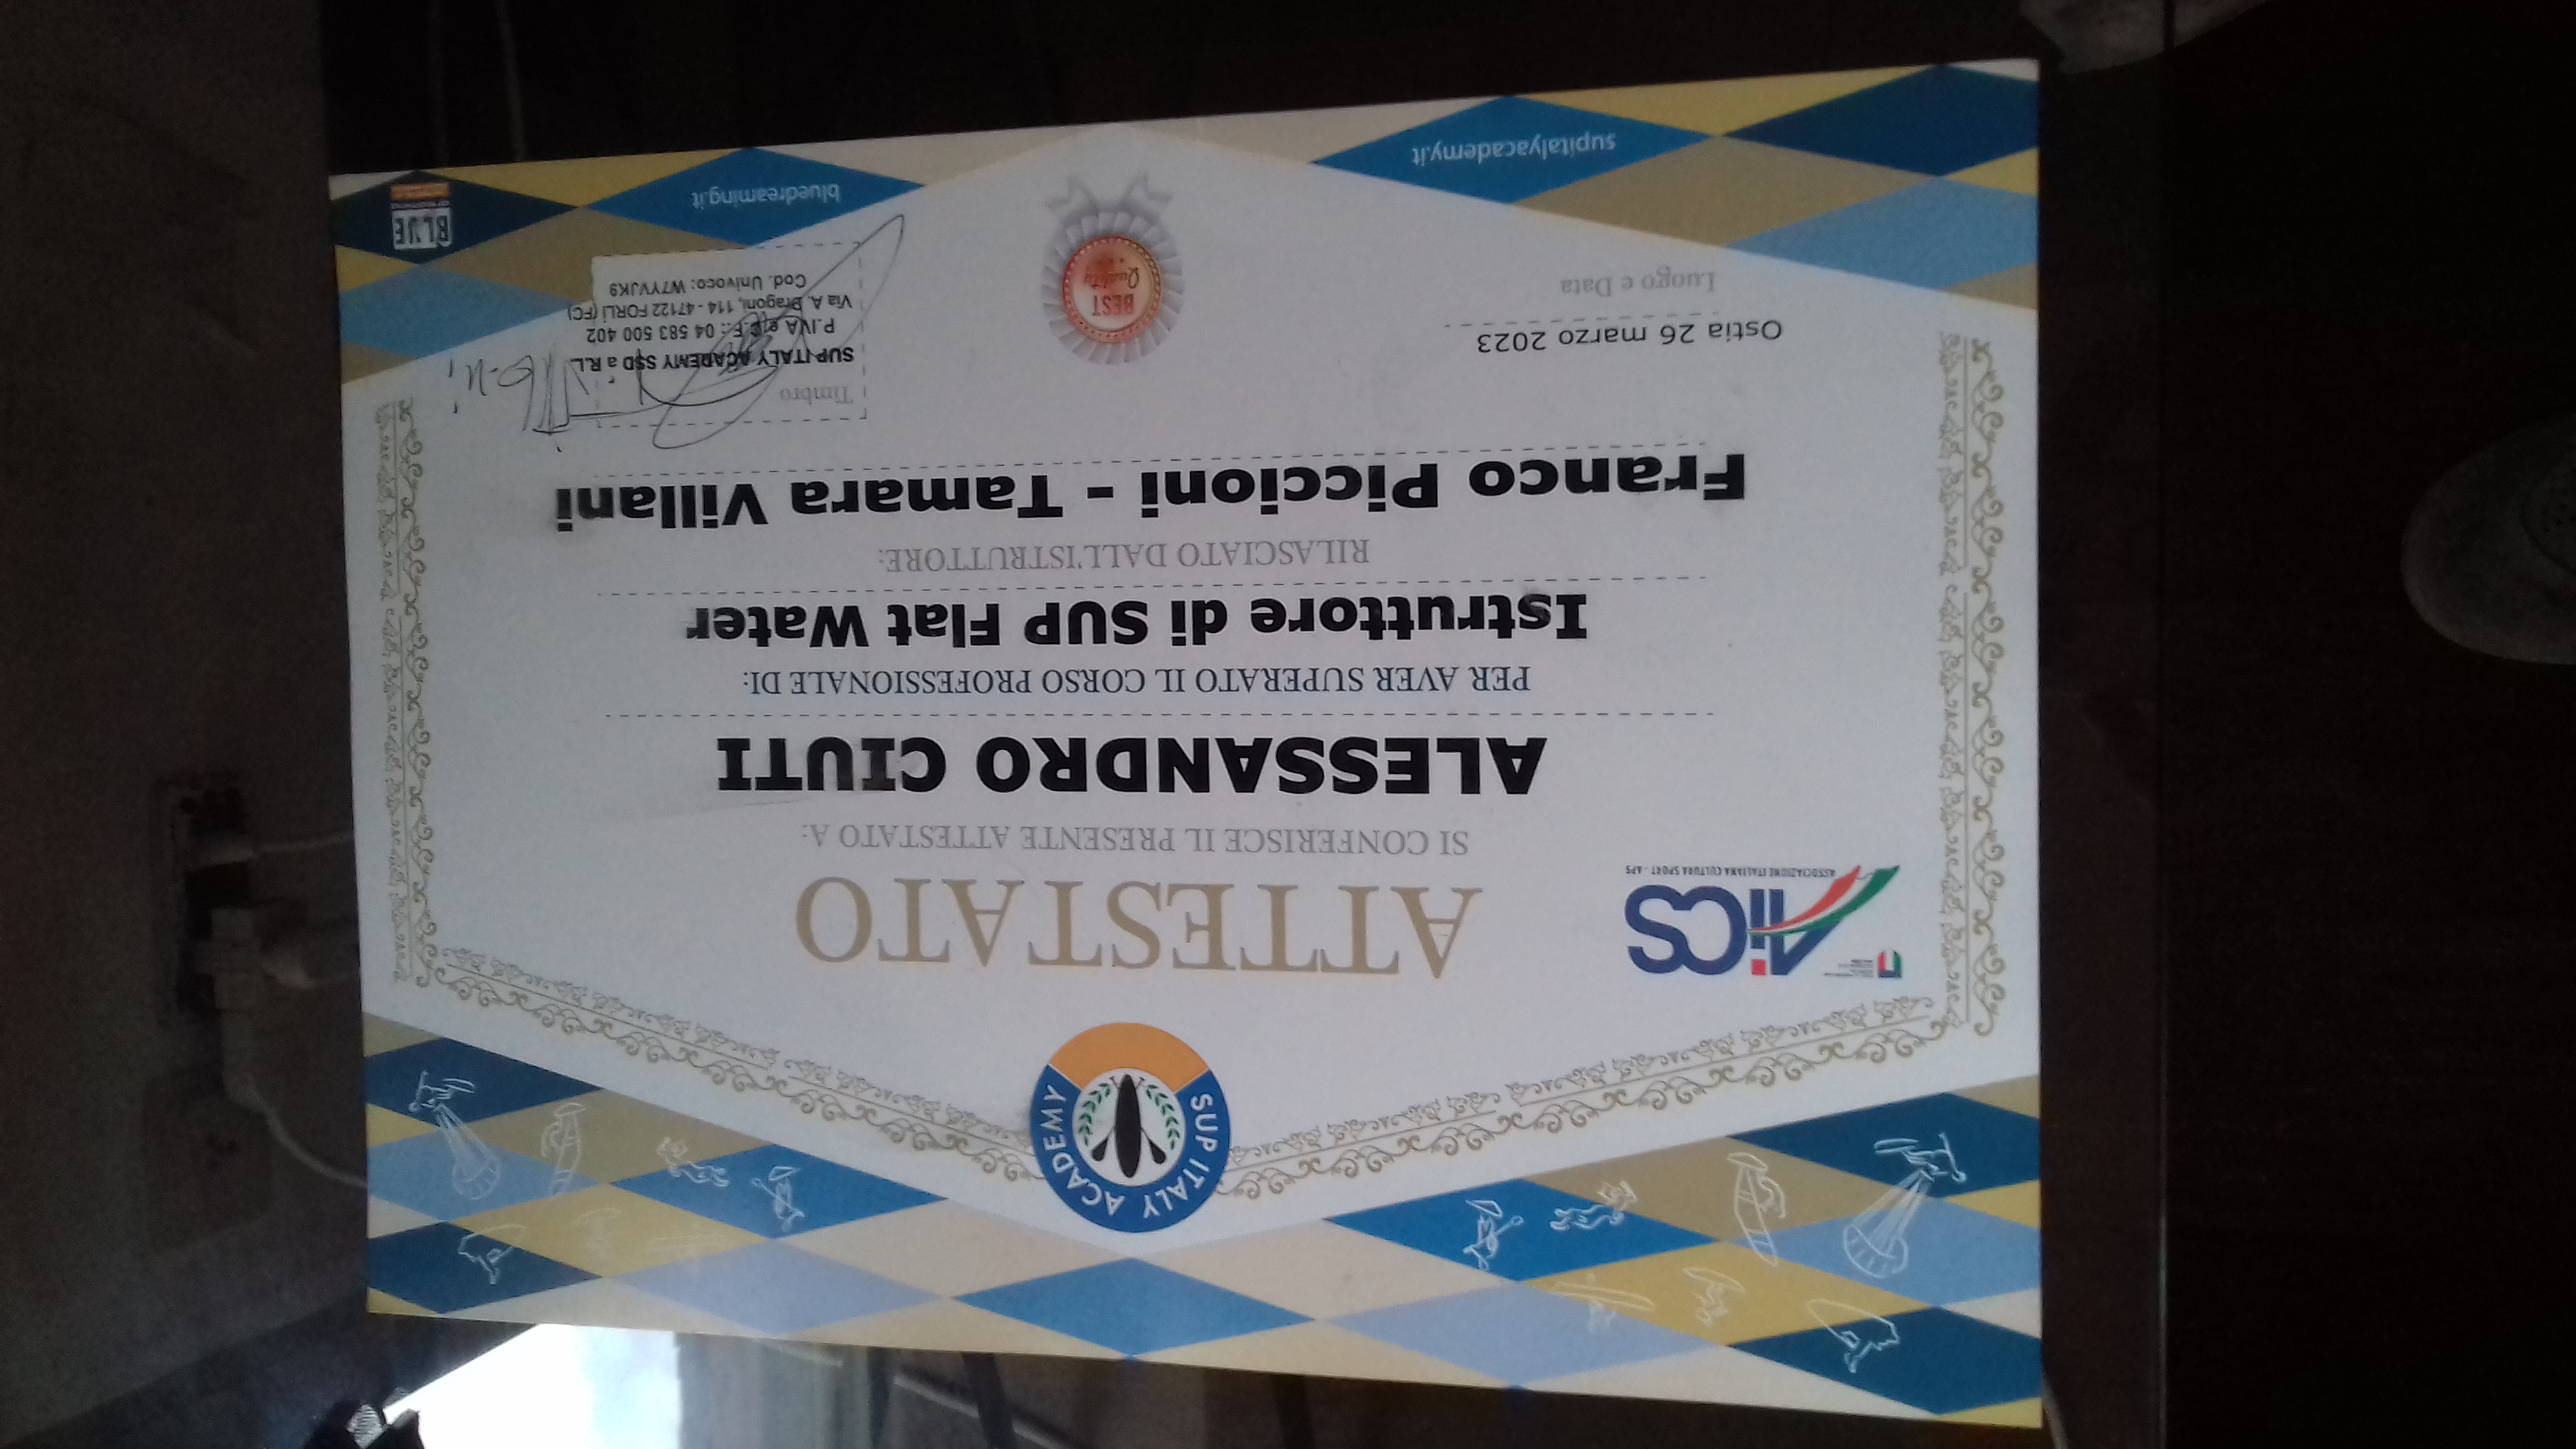 SUP ITALY ACADEMY
AiCS
ASSOCIAZIONE ITALIANA CULTURA SPORT - APS
ATTESTATO
SI CONFERISCE IL PRESENTE ATTESTATO A:
ALESSANDRO CIUTI
PER AVER SUPERATO IL CORSO PROFESSIONALE DI:
Istruttore di SUP Flat Water
RILASCIATO DALL'ISTRUTTORE:
Franco Piccioni - Tamara Villani
Ostia 26 marzo 2023
Luogo e Data
BEST
Quality
Timbro
SUP ITALY ACADEMY SSD a R.L.
P.IVA e C.F.: 04 583 500 402
Via A. Dragoni, 114 - 47122 FORLÌ (FC)
Cod. Univoco: W7YVJK9
supitalyacademy.it
bluedreaming.it
BLUE